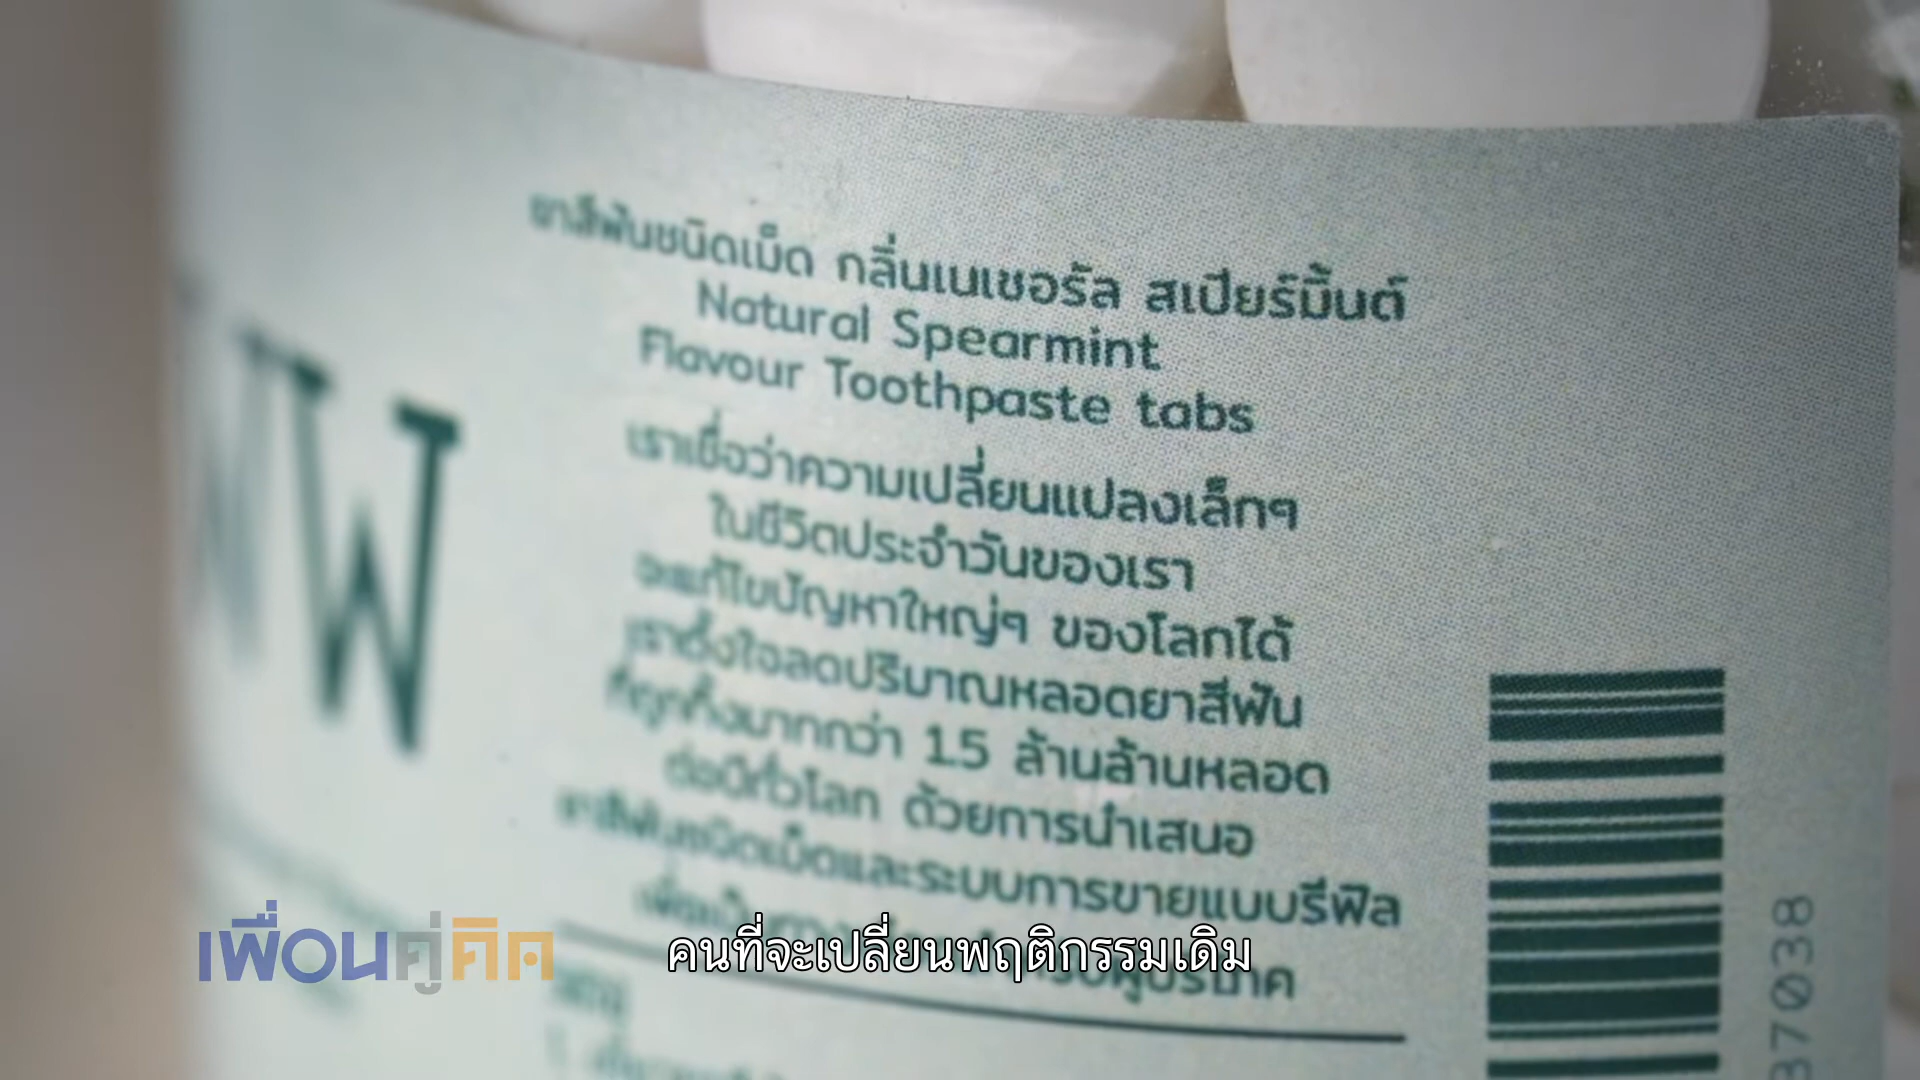 ยาสีฟันชนิดเม็ด กลิ่นเนเชอรัล สเปียร์มิ้นต์
Natural Spearmint
Flavour Toothpaste tabs
เราเชื่อว่าความเปลี่ยนแปลงเล็กๆ
ในชีวิตประจำวันของเรา
จะแก้ไขปัญหาใหญ่ๆ ของโลกได้
เราตั้งใจลดปริมาณหลอดยาสีฟัน
ที่ถูกทิ้งมากกว่า 1.5 ล้านล้านหลอด
ต่อปีทั่วโลก ด้วยการนำเสนอ
ยาสีฟันชนิดเม็ดและระบบการขายแบบรีฟิล
W
37038
เพื่อนคู่คิด
คนที่จะเปลี่ยนพฤติกรรมเดิม